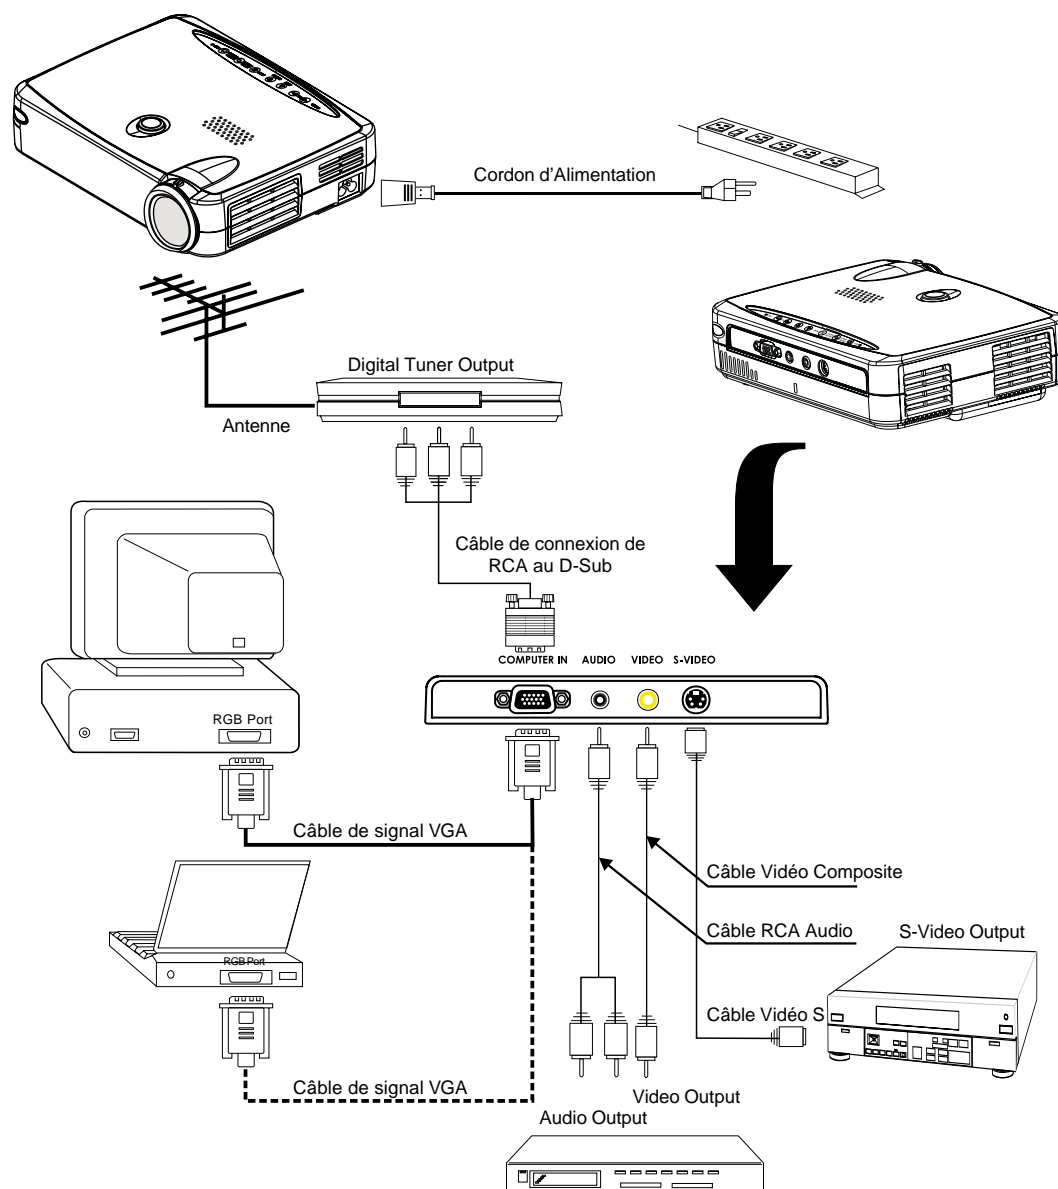 Cordon d'Alimentation
Digital Tuner Output
Antenne
Câble de connexion de
RCA au D-Sub
COMPUTER IN AUDIO VIDEO S-VIDEO
RGB Port
Câble de signal VGA
Câble Vidéo Composite
Câble RCA Audio
S-Video Output
RGB Port
Câble Vidéo S
Câble de signal VGA
Video Output
Audio Output